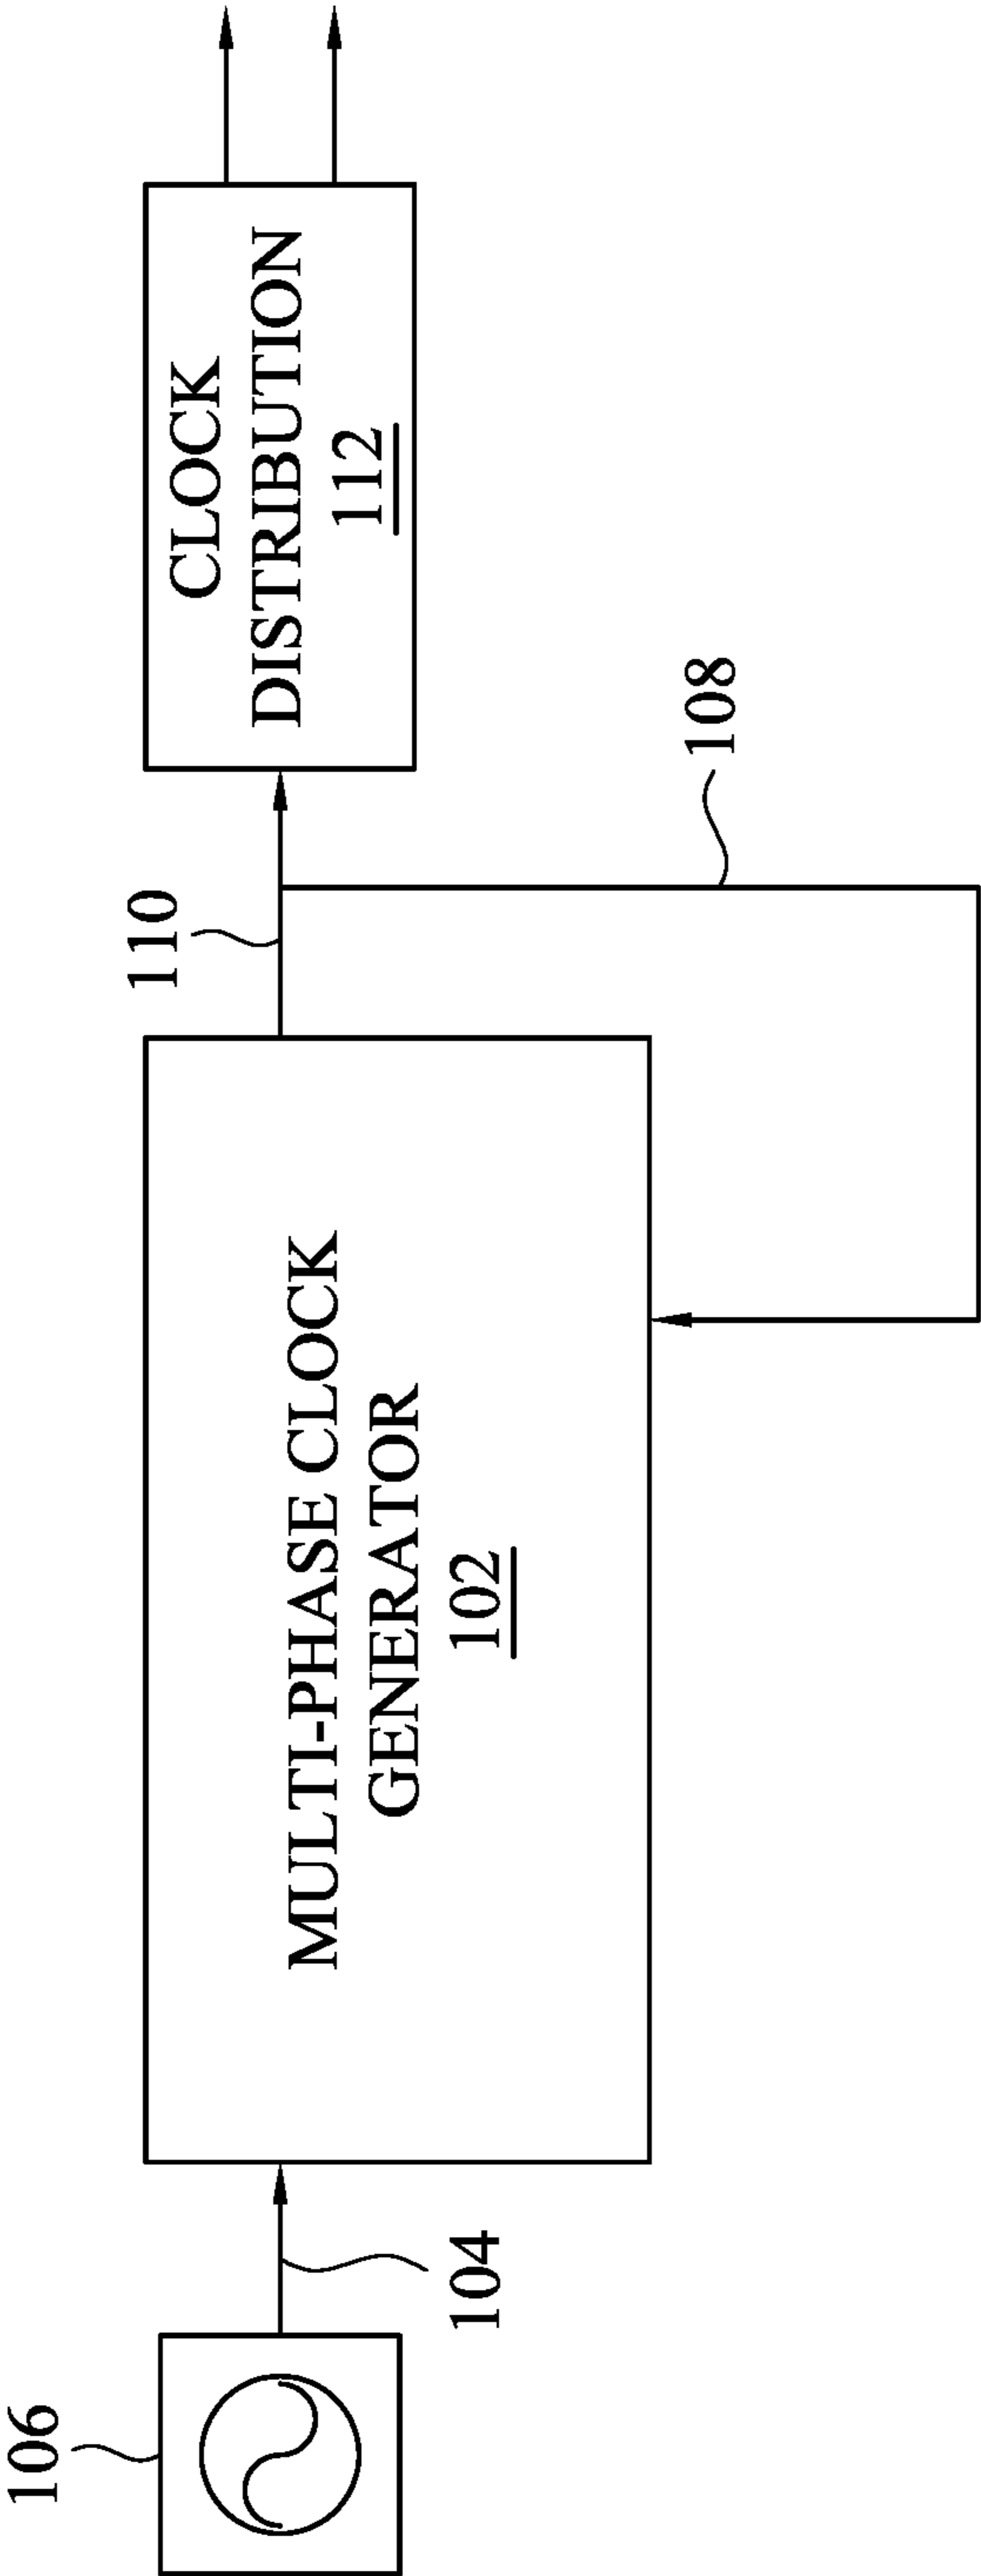 106
104
MULTI-PHASE CLOCK
GENERATOR
102
110
108
CLOCK
DISTRIBUTION
112